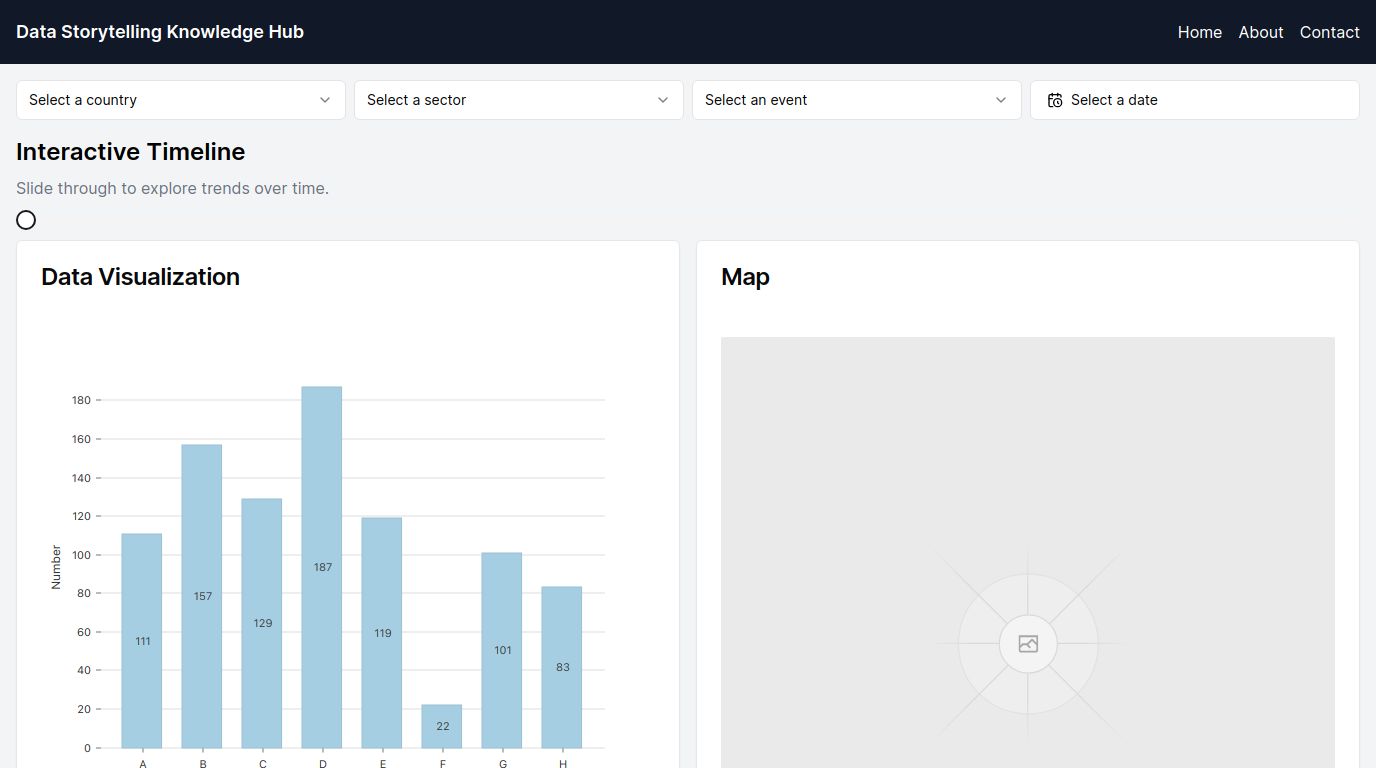 Data Storytelling Knowledge Hub
Home About Contact
Select a country
Select a sector
Select an event
Select a date
Interactive Timeline
Slide through to explore trends over time.
Data Visualization
Number
180
160
140
120
100
80
60
40
20
0
111
157
129
187
119
22
101
83
A B C D E F G H
Map